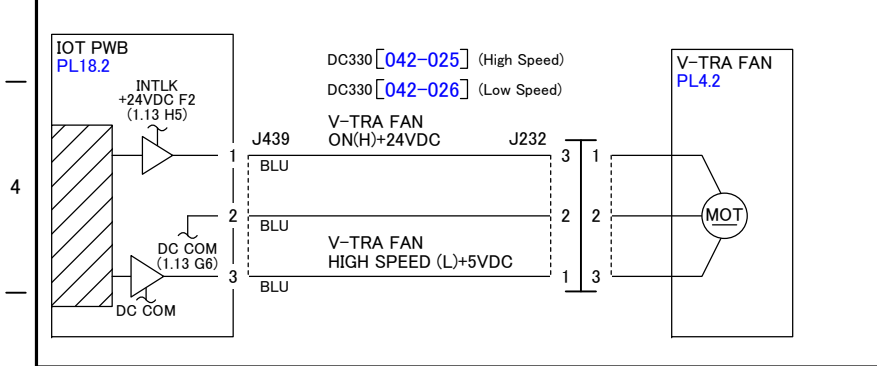 IOT PWB
PL18.2
INTLK
+24VDC F2
(1.13 H5)
DC330 [042-025] (High Speed)
DC330 [042-026] (Low Speed)
V-TRA FAN
PL4.2
V-TRA FAN
ON(H)+24VDC
J439
J232
1
BLU
3
1
4
2
BLU
2
2
MOT
DC COM
(1.13 G6)
V-TRA FAN
HIGH SPEED (L)+5VDC
3
BLU
1
3
DC COM